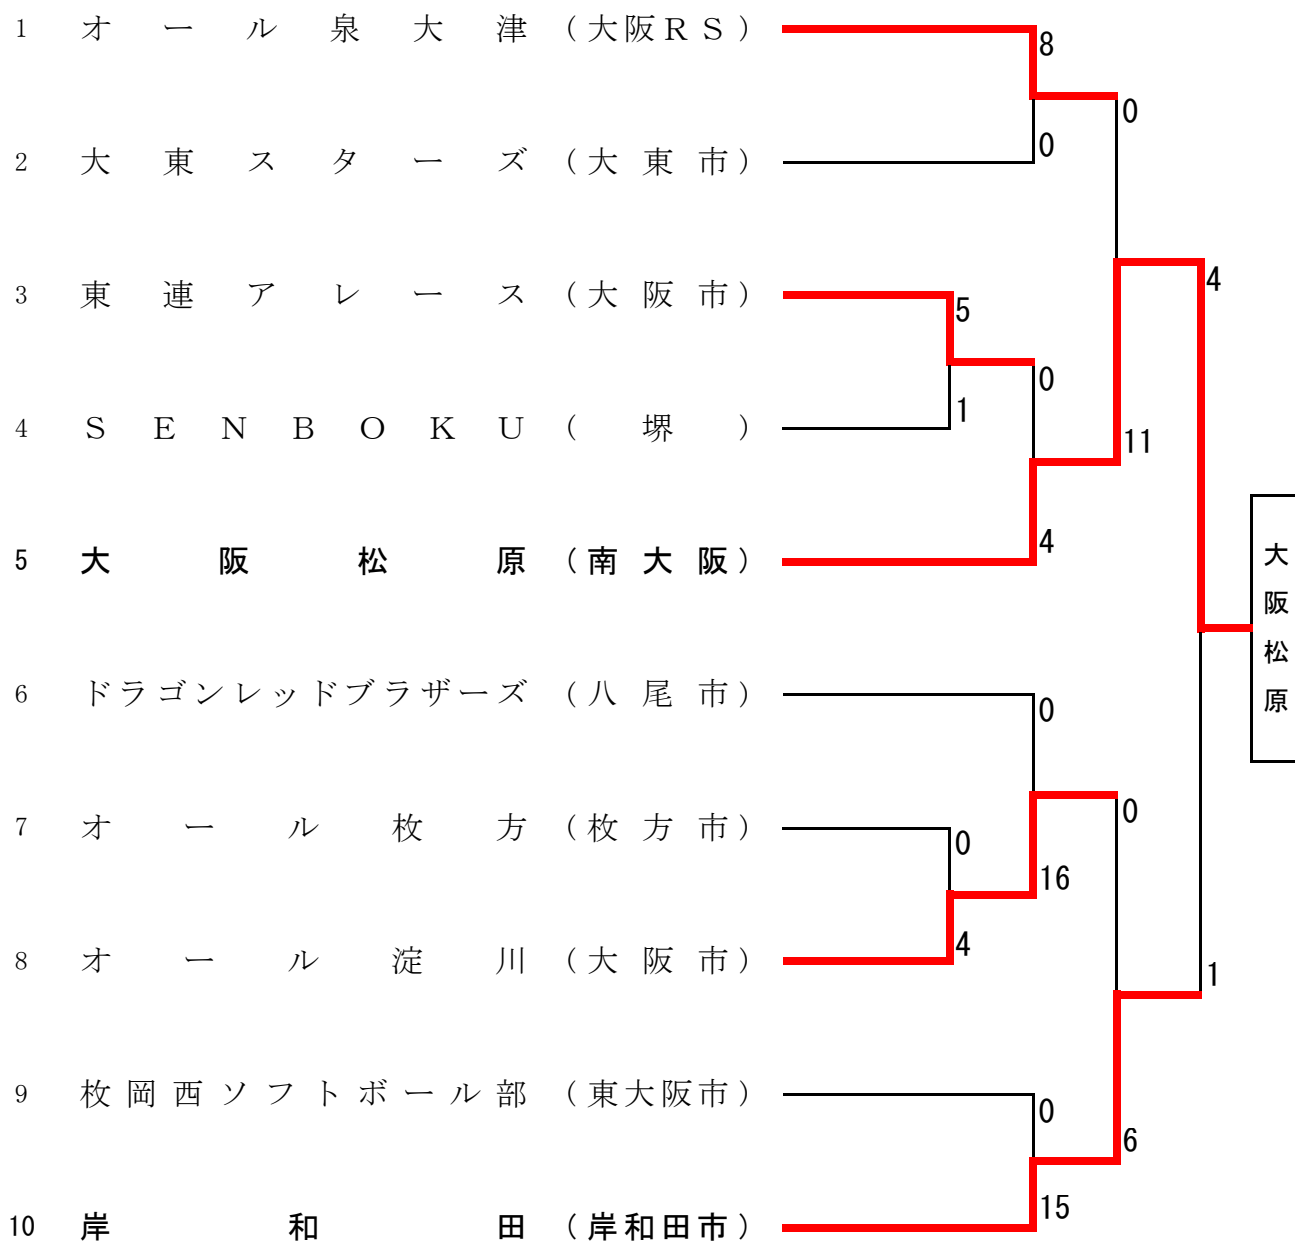 1 オール泉大津 (大阪RS)
8
0
0
2 大東スターズ (大東市)
3 東連アレース (大阪市)
4
5
0
1
4 SENBOKU (堺)
11
5 大阪松原 (南大阪)
4
大阪松原
6 ドラゴンレッドブラザーズ (八尾市)
0
0
7 オール枚方 (枚方市)
0
16
8 オール淀川 (大阪市)
4
1
9 枚岡西ソフトボール部 (東大阪市)
0
6
15
10 岸和田 (岸和田市)